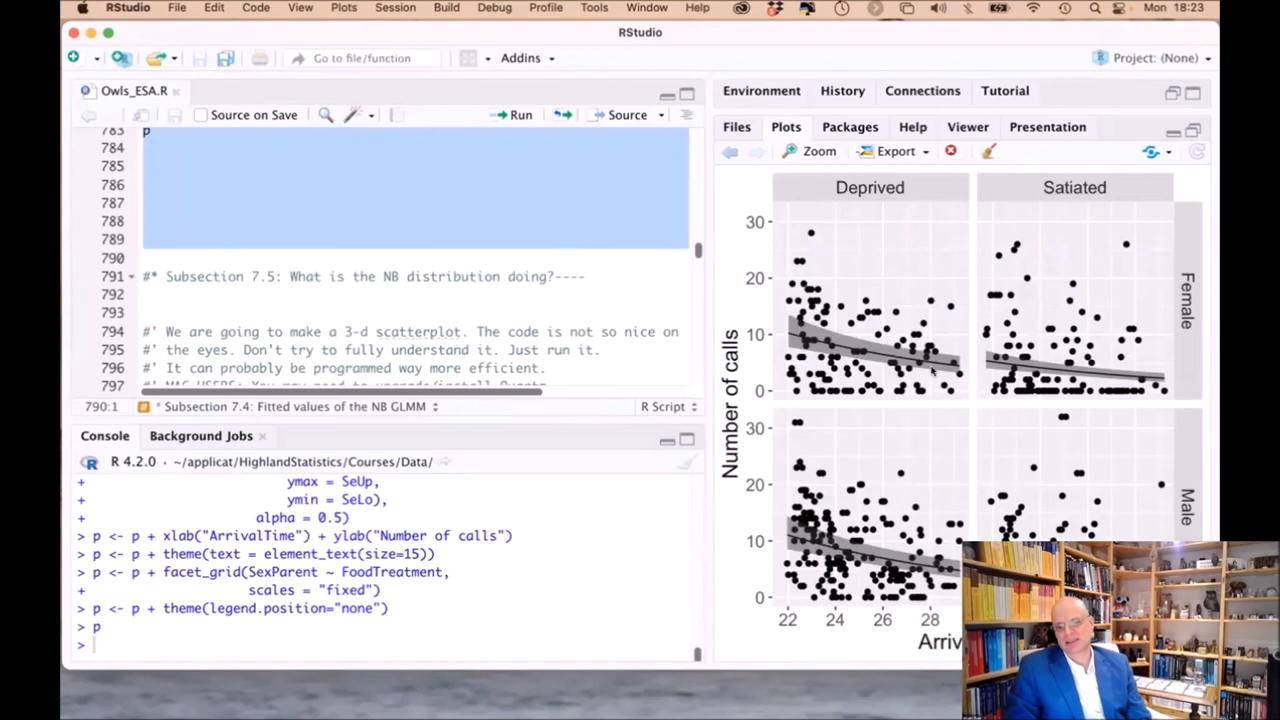 RStudio File Edit Code View Plots Session Build Debug Profile Tools Window Help Mon 18:23
RStudio
Go to file/function Addins Project: (None)
Owls_ESA.R
Source on Save Run Source
783 p
784
785
786
787
788
789
790
791 #* Subsection 7.5: What is the NB distribution doing?----
792
793
794 #' We are going to make a 3-d scatterplot. The code is not so nice on
795 #' the eyes. Don't try to fully understand it. Just run it.
796 #' It can probably be programmed way more efficient.
797
790:1 * Subsection 7.4: Fitted values of the NB GLMM R Script
Console Background Jobs
R 4.2.0 · ~/applicat/HighlandStatistics/Courses/Data/
+ ymax = SeUp,
+ ymin = SeLo),
+ alpha = 0.5)
> p <- p + xlab("ArrivalTime") + ylab("Number of calls")
> p <- p + theme(text = element_text(size=15))
> p <- p + facet_grid(SexParent ~ FoodTreatment,
+ scales = "fixed")
> p <- p + theme(legend.position="none")
> p
>
Environment History Connections Tutorial
Files Plots Packages Help Viewer Presentation
Zoom Export
Deprived Satiated
Female
Male
Number of calls
30
20
10
0
30
20
10
0
22 24 26 28
Arriv